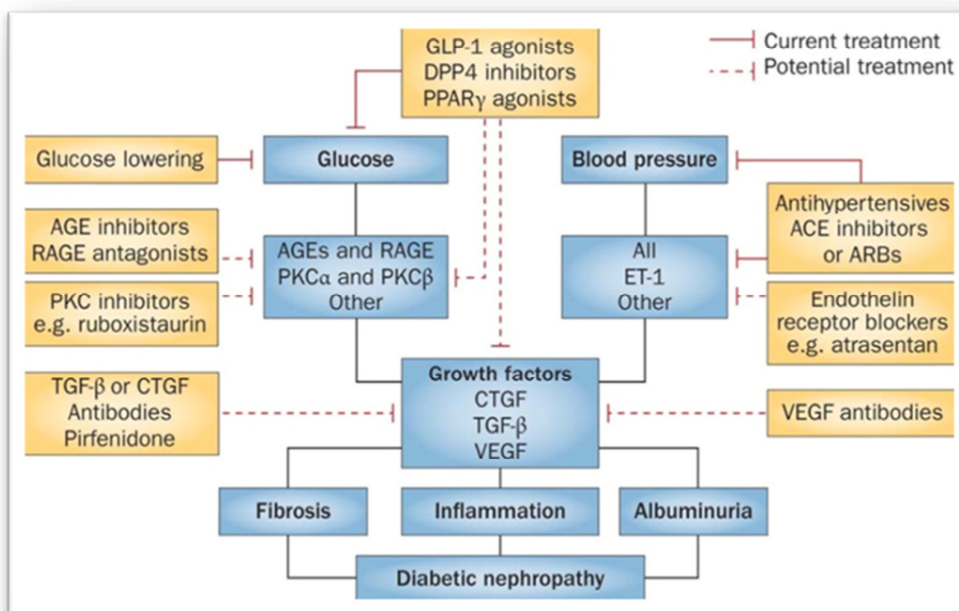 GLP-1 agonists
DPP4 inhibitors
PPARγ agonists
Current treatment
Potential treatment
Glucose lowering
Glucose
Blood pressure
Antihypertensives
ACE inhibitors
or ARBs
AGE inhibitors
RAGE antagonists
AGEs and RAGE
PKCα and PKCβ
Other
All
ET-1
Other
PKC inhibitors
e.g. ruboxistaurin
Endothelin
receptor blockers
e.g. atrasentan
TGF-β or CTGF
Antibodies
Pirfenidone
Growth factors
CTGF
TGF-β
VEGF
VEGF antibodies
Fibrosis
Inflammation
Albuminuria
Diabetic nephropathy